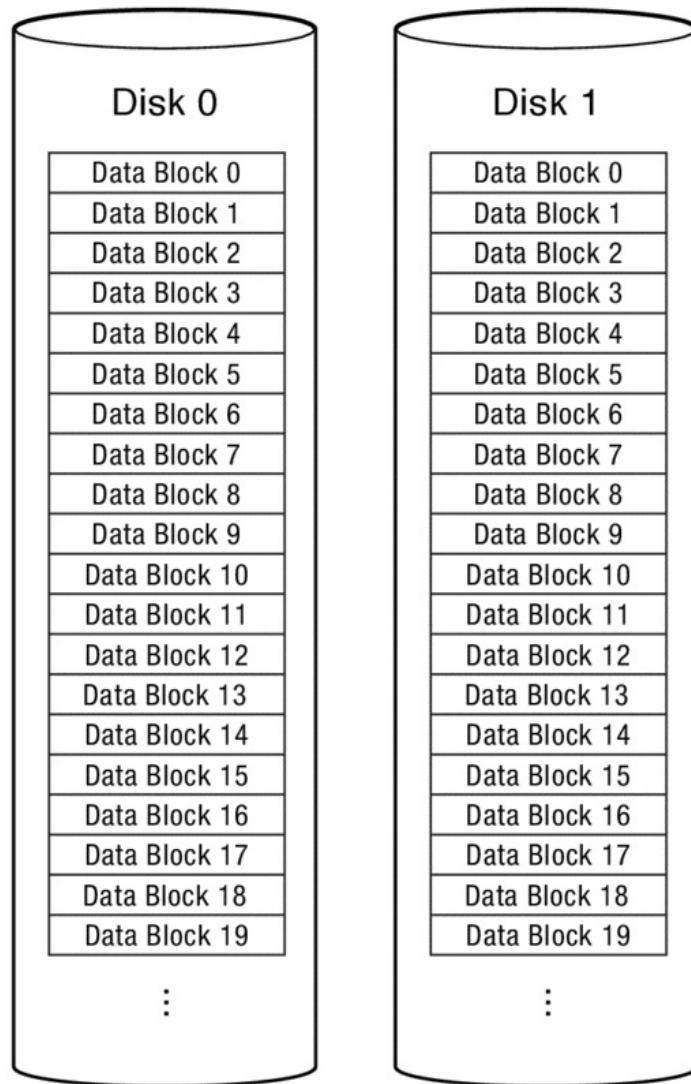 Disk 0
Data Block 0
Data Block 1
Data Block 2
Data Block 3
Data Block 4
Data Block 5
Data Block 6
Data Block 7
Data Block 8
Data Block 9
Data Block 10
Data Block 11
Data Block 12
Data Block 13
Data Block 14
Data Block 15
Data Block 16
Data Block 17
Data Block 18
Data Block 19
⋮
Disk 1
Data Block 0
Data Block 1
Data Block 2
Data Block 3
Data Block 4
Data Block 5
Data Block 6
Data Block 7
Data Block 8
Data Block 9
Data Block 10
Data Block 11
Data Block 12
Data Block 13
Data Block 14
Data Block 15
Data Block 16
Data Block 17
Data Block 18
Data Block 19
⋮